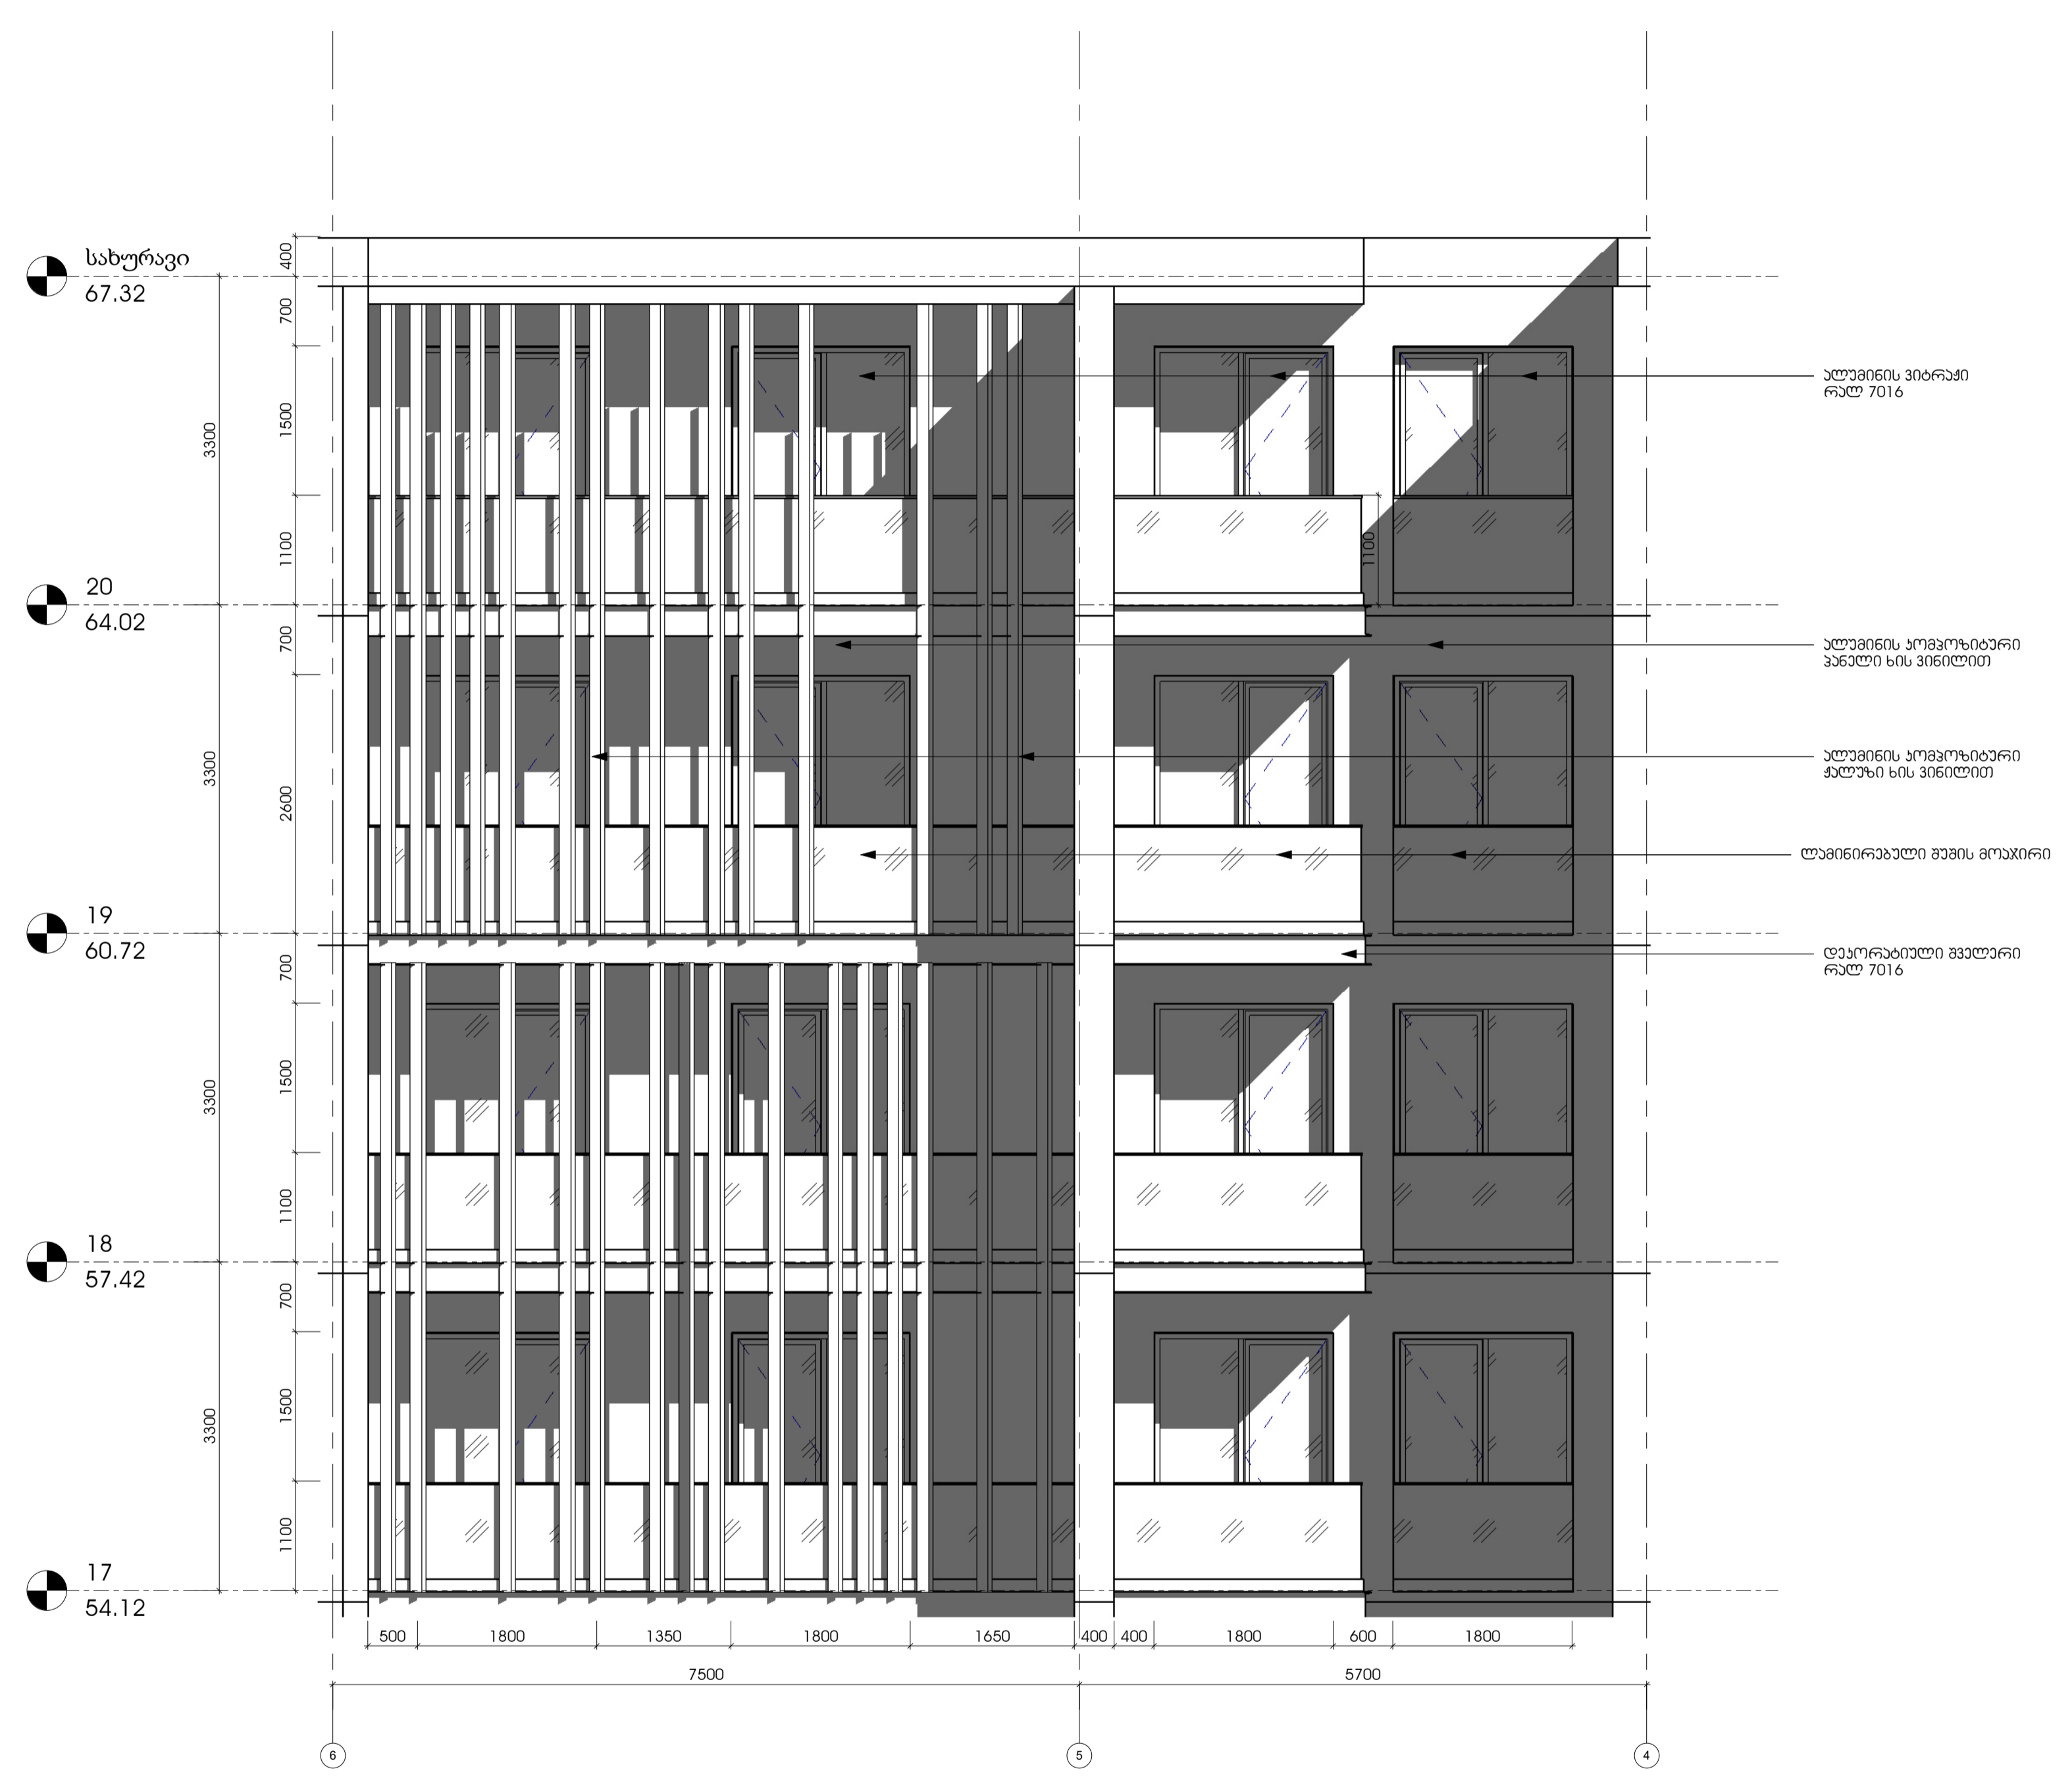 სახურავი
67.32
20
64.02
19
60.72
18
57.42
17
54.12
3300
3300
3300
3300
400
700
1500
1100
700
2600
700
1500
1100
700
1500
1100
1100
ალუმინის ვიტრაჟი
რალ 7016
ალუმინის კომპოზიტური
პანელი ხის ვინილით
ალუმინის კომპოზიტური
ჟალუზი ხის ვინილით
ლამინირებული შუშის მოაჯირი
დეკორატიული შველერი
რალ 7016
500 1800 1350 1800 1650 400 400 1800 600 1800
7500 5700
6 5 4